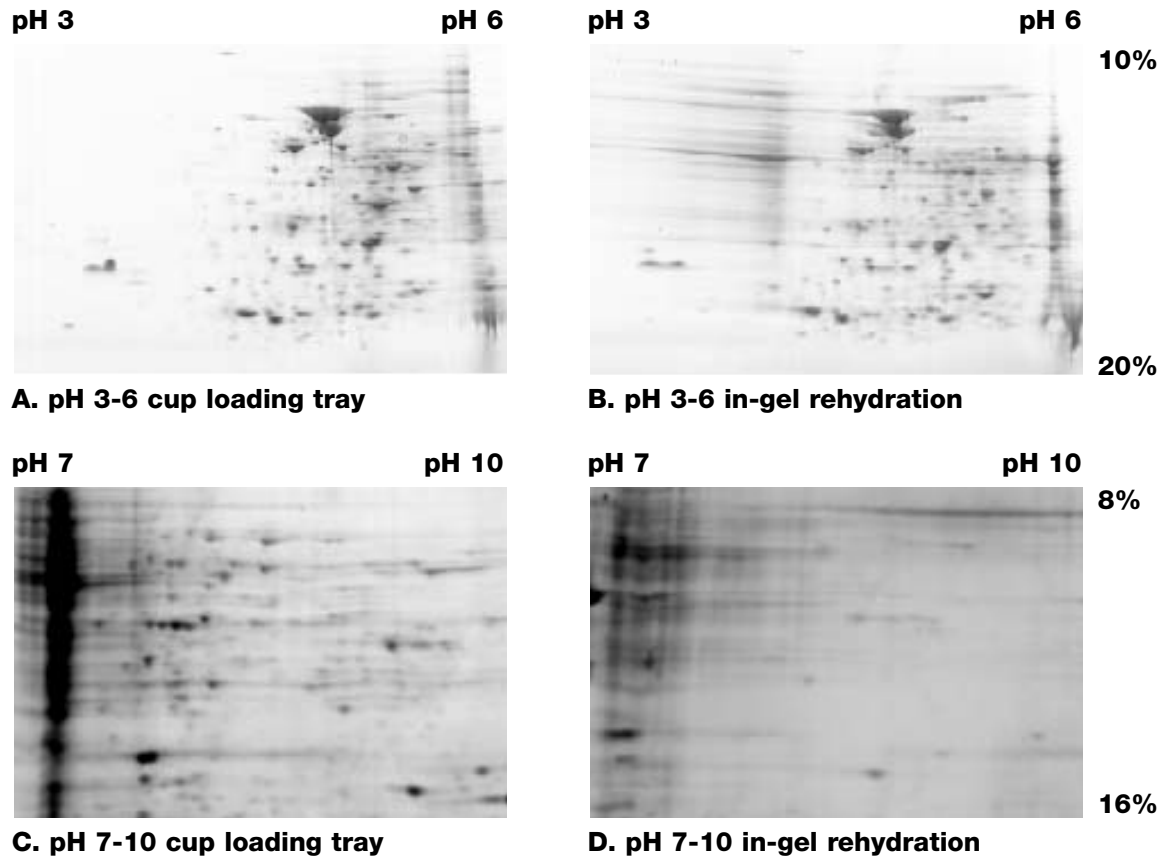 pH 3 pH 6 pH 3 pH 6
10%
20%
A. pH 3-6 cup loading tray B. pH 3-6 in-gel rehydration
pH 7 pH 10 pH 7 pH 10
8%
16%
C. pH 7-10 cup loading tray D. pH 7-10 in-gel rehydration